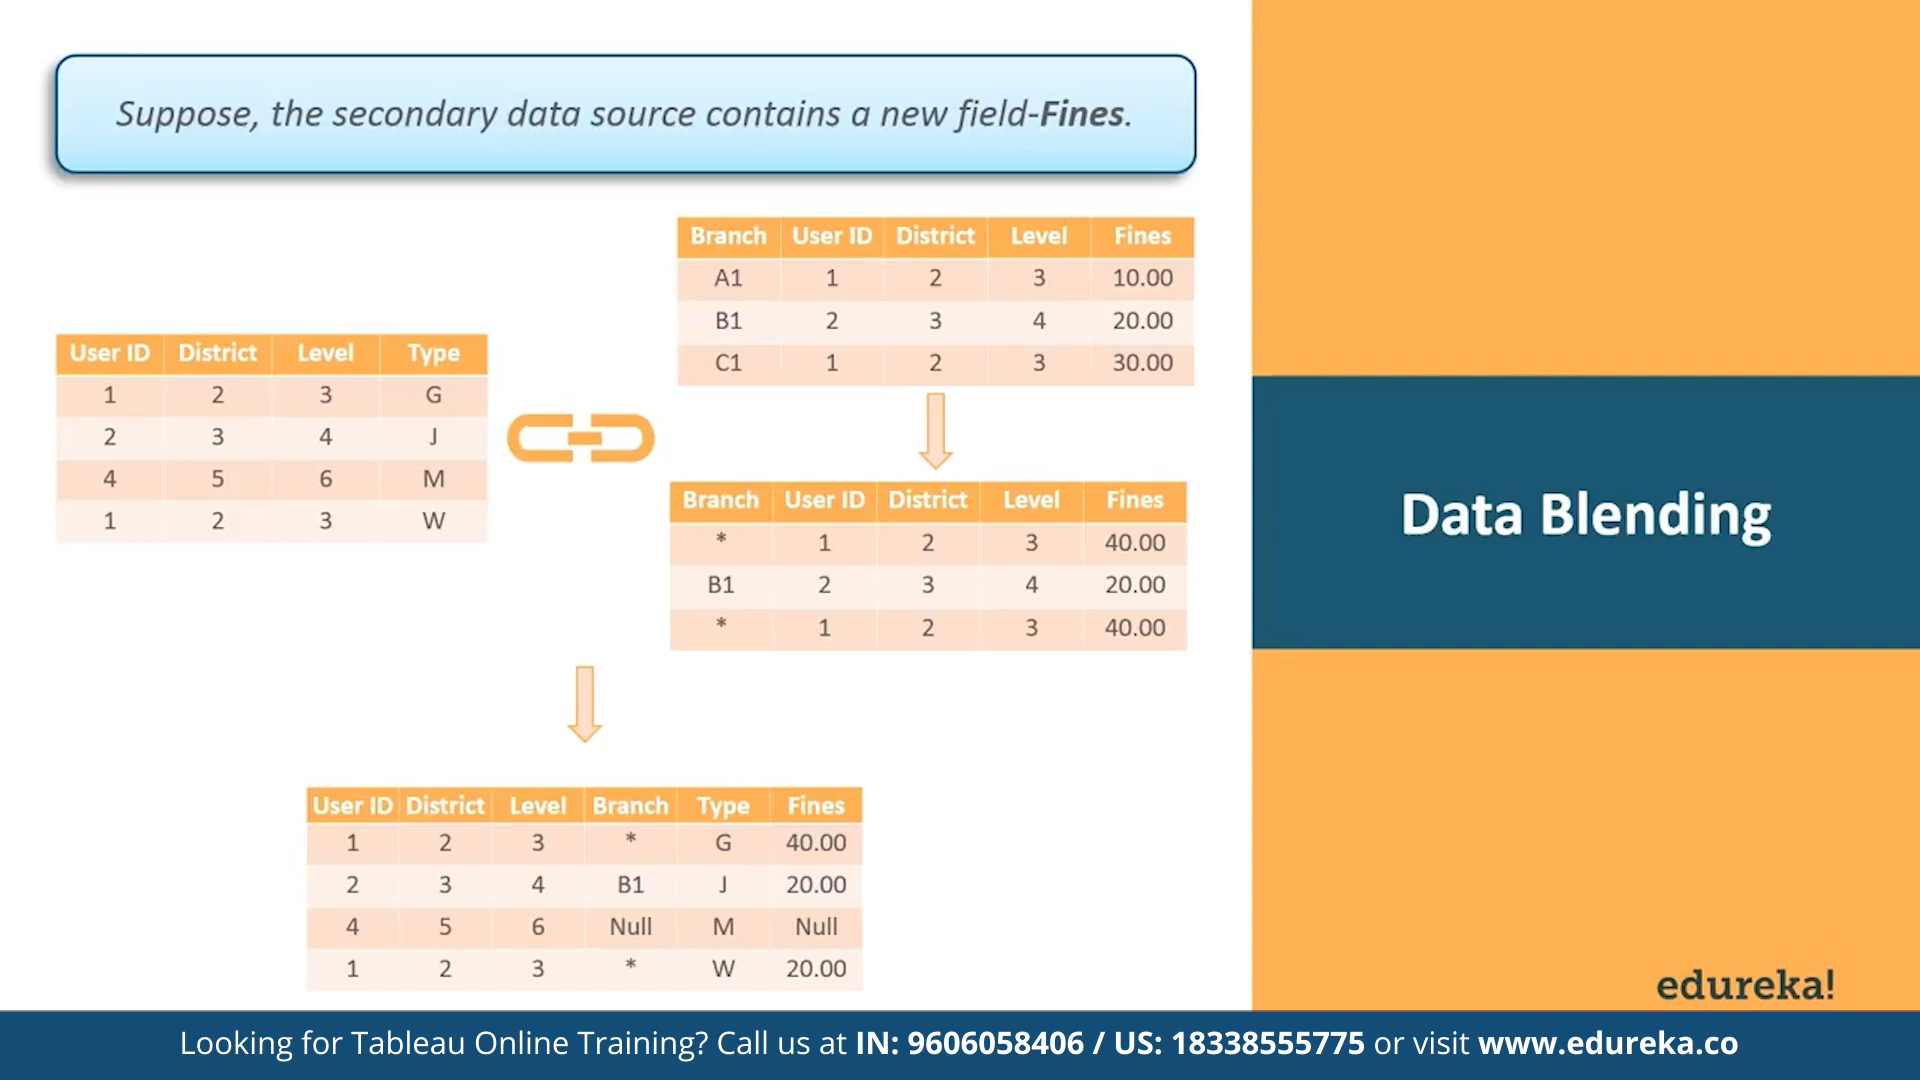 Suppose, the secondary data source contains a new field-Fines.
Branch User ID District Level Fines
A1 1 2 3 10.00
B1 2 3 4 20.00
C1 1 2 3 30.00
User ID District Level Type
1 2 3 G
2 3 4 J
4 5 6 M
1 2 3 W
Branch User ID District Level Fines
* 1 2 3 40.00
B1 2 3 4 20.00
* 1 2 3 40.00
User ID District Level Branch Type Fines
1 2 3 * G 40.00
2 3 4 B1 J 20.00
4 5 6 Null M Null
1 2 3 * W 20.00
Data Blending
edureka!
Looking for Tableau Online Training? Call us at IN: 9606058406 / US: 18338555775 or visit www.edureka.co